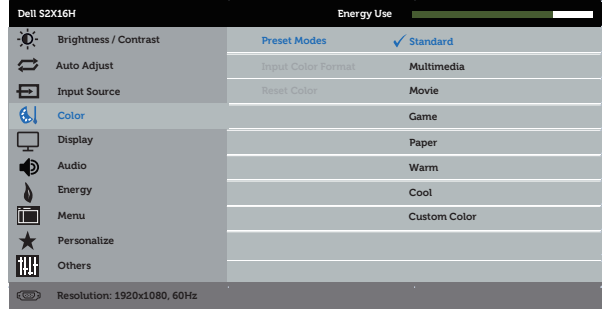 Dell S2X16H Energy Use
Brightness / Contrast Preset Modes Standard
Auto Adjust Input Color Format Multimedia
Input Source Reset Color Movie
Color Game
Display Paper
Audio Warm
Energy Cool
Menu Custom Color
Personalize
Others
Resolution: 1920x1080, 60Hz